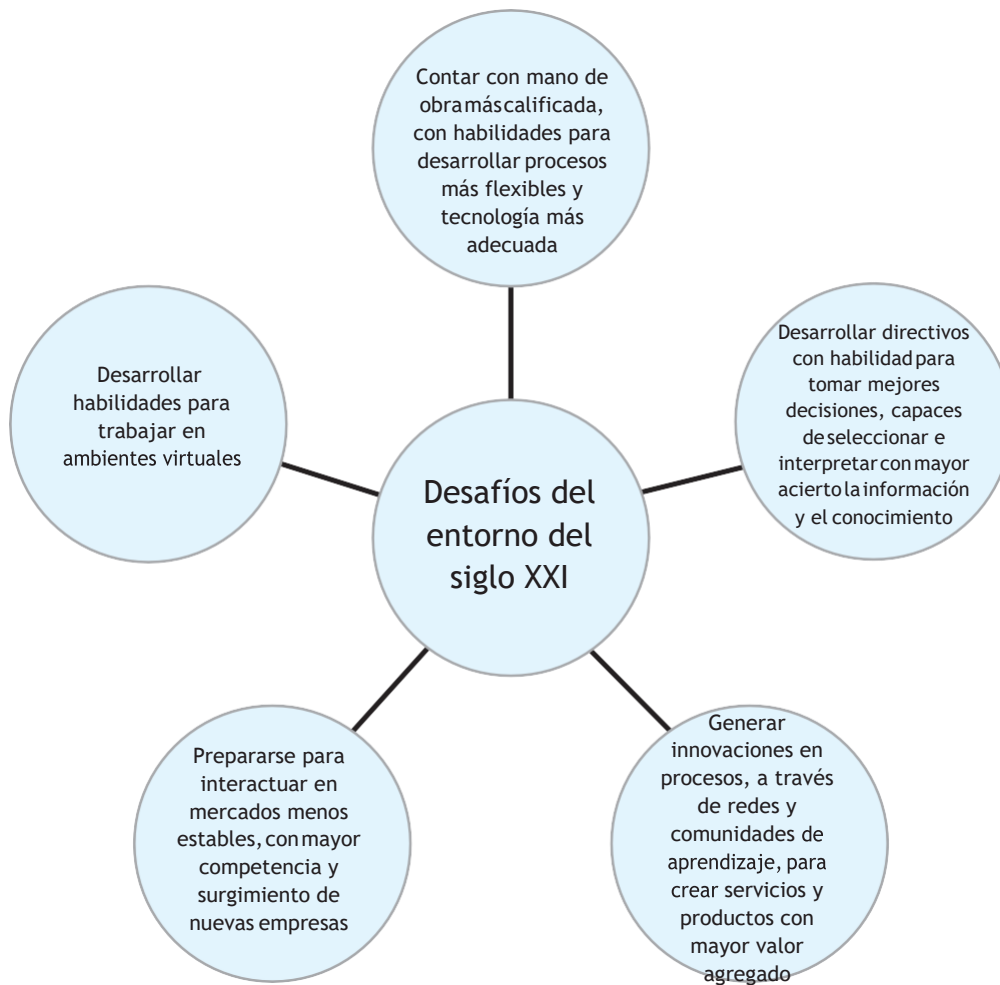 Contar con mano de
obra más calificada,
con habilidades para
desarrollar procesos
más flexibles y
tecnología más
adecuada
Desarrollar directivos
con habilidad para
tomar mejores
decisiones, capaces
de seleccionar e
interpretar con mayor
acierto la información
y el conocimiento
Desarrollar
habilidades para
trabajar en
ambientes virtuales
Desafíos del
entorno del
siglo XXI
Prepararse para
interactuar en
mercados menos
estables, con mayor
competencia y
surgimiento de
nuevas empresas
Generar
innovaciones en
procesos, a través
de redes y
comunidades de
aprendizaje, para
crear servicios y
productos con
mayor valor
agregado